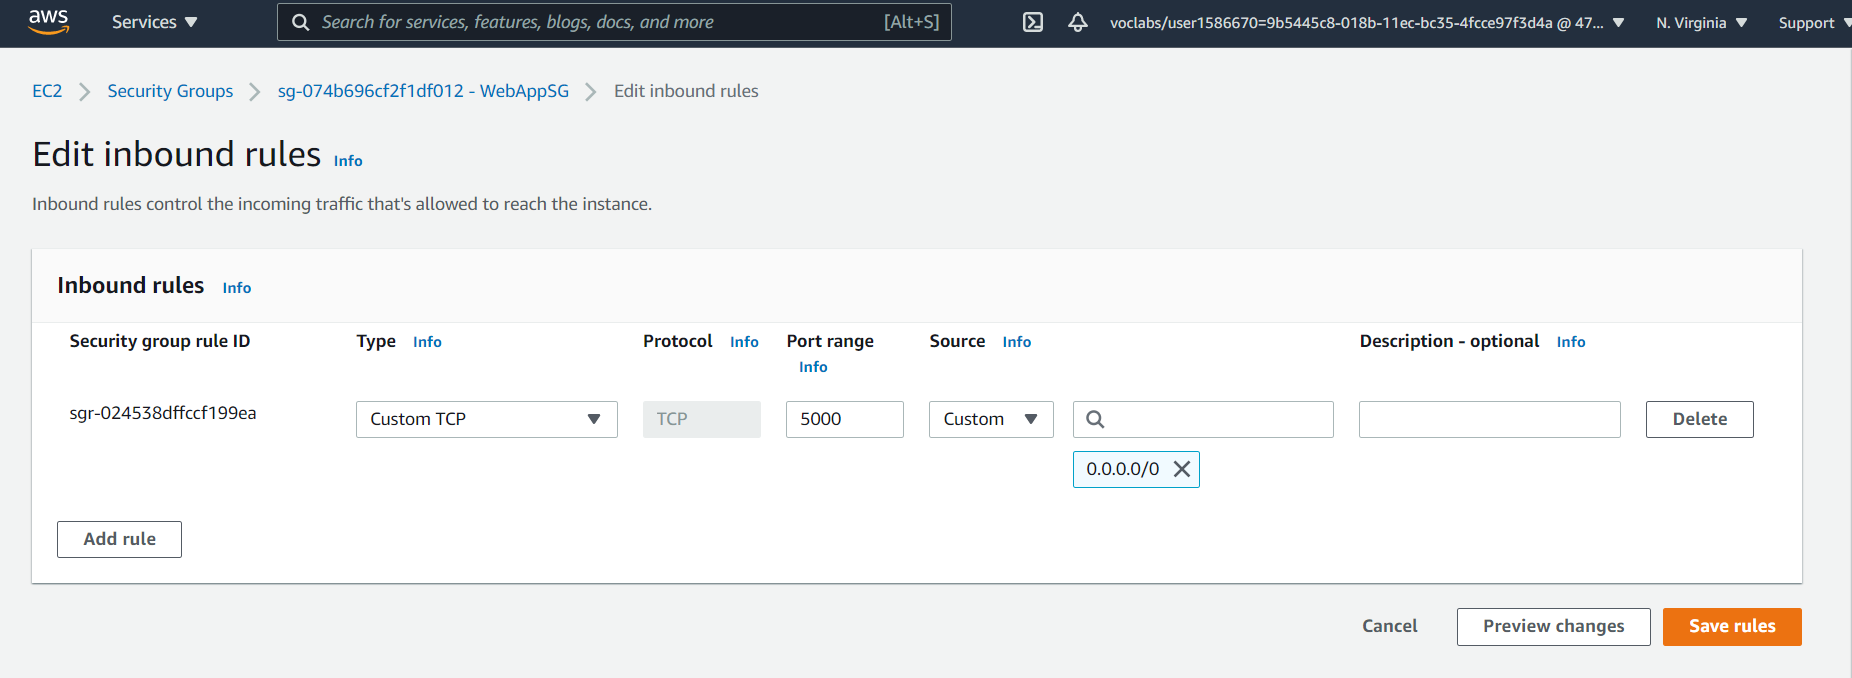 aws Services Search for services, features, blogs, docs, and more [Alt+S] voclabs/user1586670=9b5445c8-018b-11ec-bc35-4fcce97f3d4a @ 47... N. Virginia Support
EC2 Security Groups sg-074b696cf2f1df012 - WebAppSG Edit inbound rules
Edit inbound rules Info
Inbound rules control the incoming traffic that's allowed to reach the instance.
Inbound rules Info
Security group rule ID Type Info Protocol Info Port range Info Source Info Description - optional Info
sgr-024538dffccf199ea Custom TCP TCP 5000 Custom Delete
0.0.0.0/0
Add rule
Cancel Preview changes Save rules